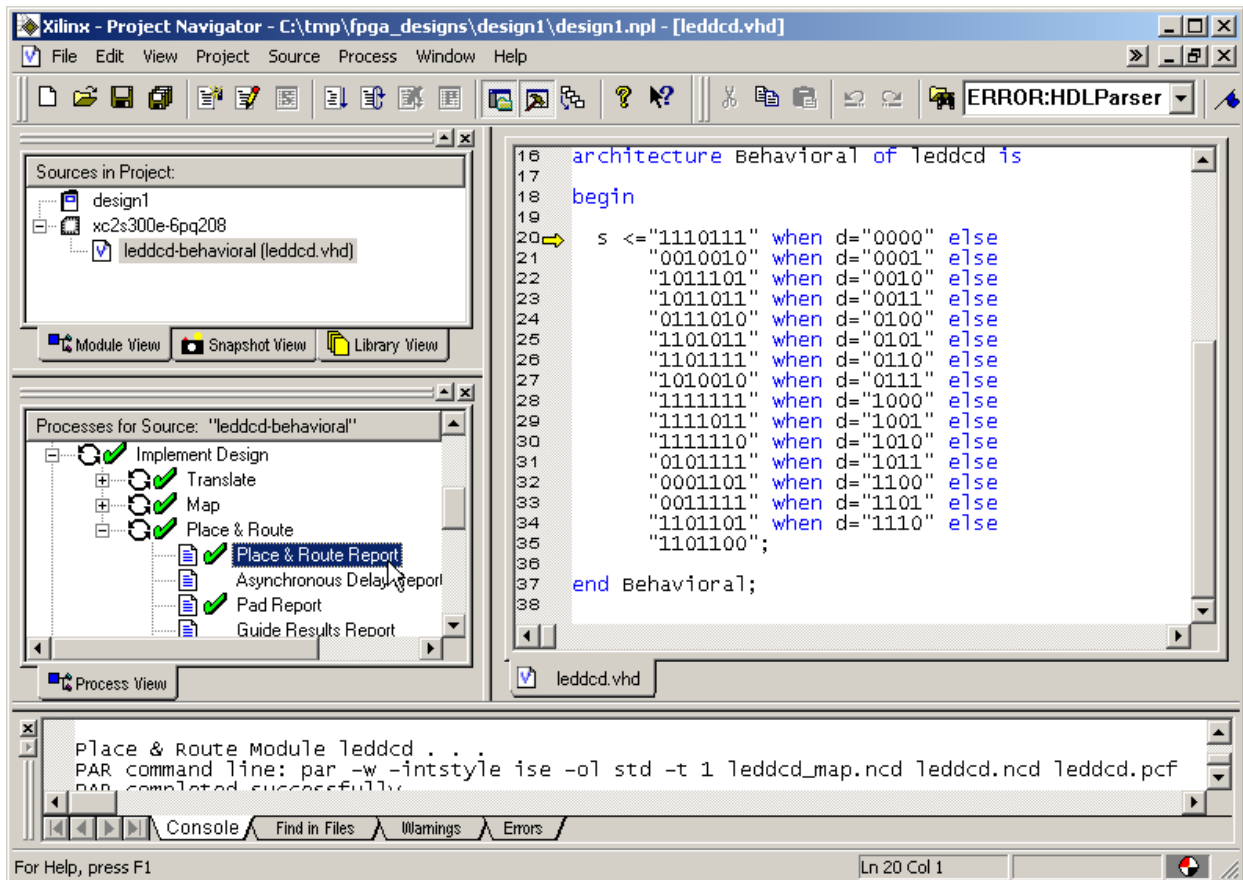 Xilinx - Project Navigator - C:\tmp\fpga_designs\design1\design1.npl - [leddcd.vhd]
File Edit View Project Source Process Window Help
ERROR:HDLParser
Sources in Project:
design1
xc2s300e-6pq208
leddcd-behavioral (leddcd.vhd)
Module View Snapshot View Library View
Processes for Source: "leddcd-behavioral"
Implement Design
Translate
Map
Place & Route
Place & Route Report
Asynchronous Delay Report
Pad Report
Guide Results Report
Process View
16 architecture Behavioral of leddcd is
17
18 begin
19
20 s <="1110111" when d="0000" else
21 "0010010" when d="0001" else
22 "1011101" when d="0010" else
23 "1011011" when d="0011" else
24 "0111010" when d="0100" else
25 "1101011" when d="0101" else
26 "1101111" when d="0110" else
27 "1010010" when d="0111" else
28 "1111111" when d="1000" else
29 "1111011" when d="1001" else
30 "1111110" when d="1010" else
31 "0101111" when d="1011" else
32 "0001101" when d="1100" else
33 "0011111" when d="1101" else
34 "1101101" when d="1110" else
35 "1101100";
36
37 end Behavioral;
38
leddcd.vhd
Place & Route Module leddcd . . .
PAR command line: par -w -intstyle ise -ol std -t 1 leddcd_map.ncd leddcd.ncd leddcd.pcf
PAR completed successfully
Console Find in Files Warnings Errors
For Help, press F1
Ln 20 Col 1